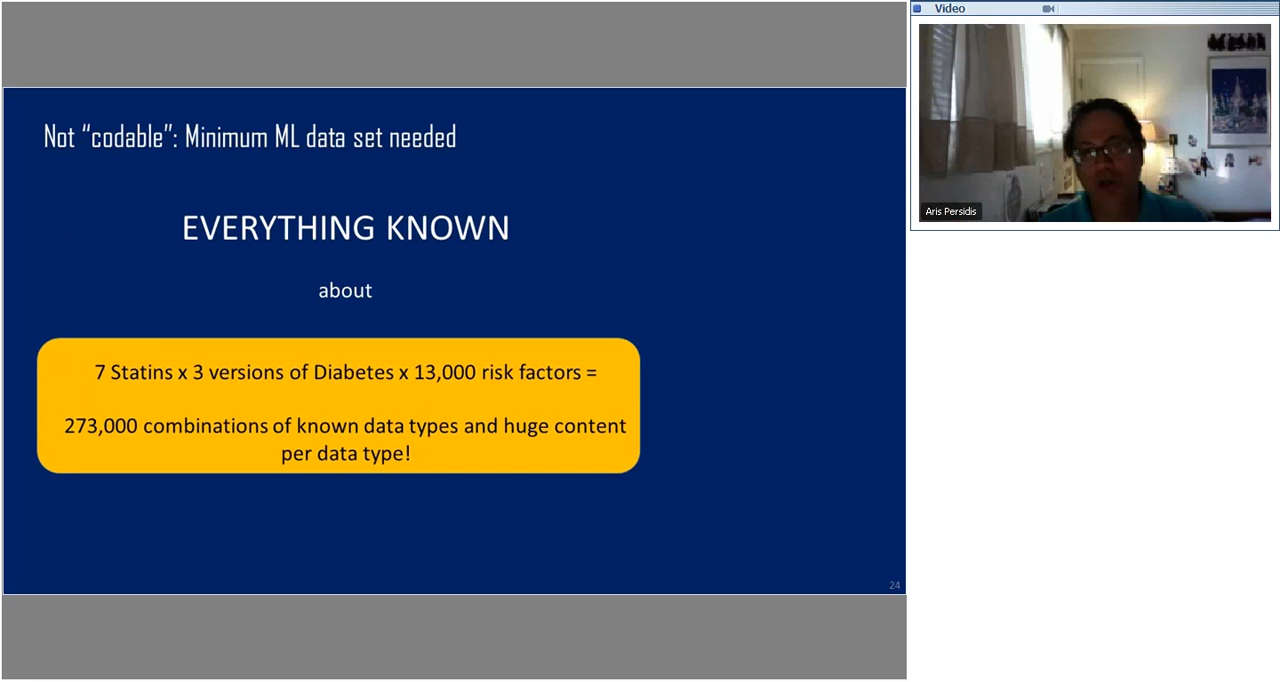 Video
Not “codable”: Minimum ML data set needed
EVERYTHING KNOWN
about
7 Statins x 3 versions of Diabetes x 13,000 risk factors =
273,000 combinations of known data types and huge content
per data type!
24
Aris Persidis